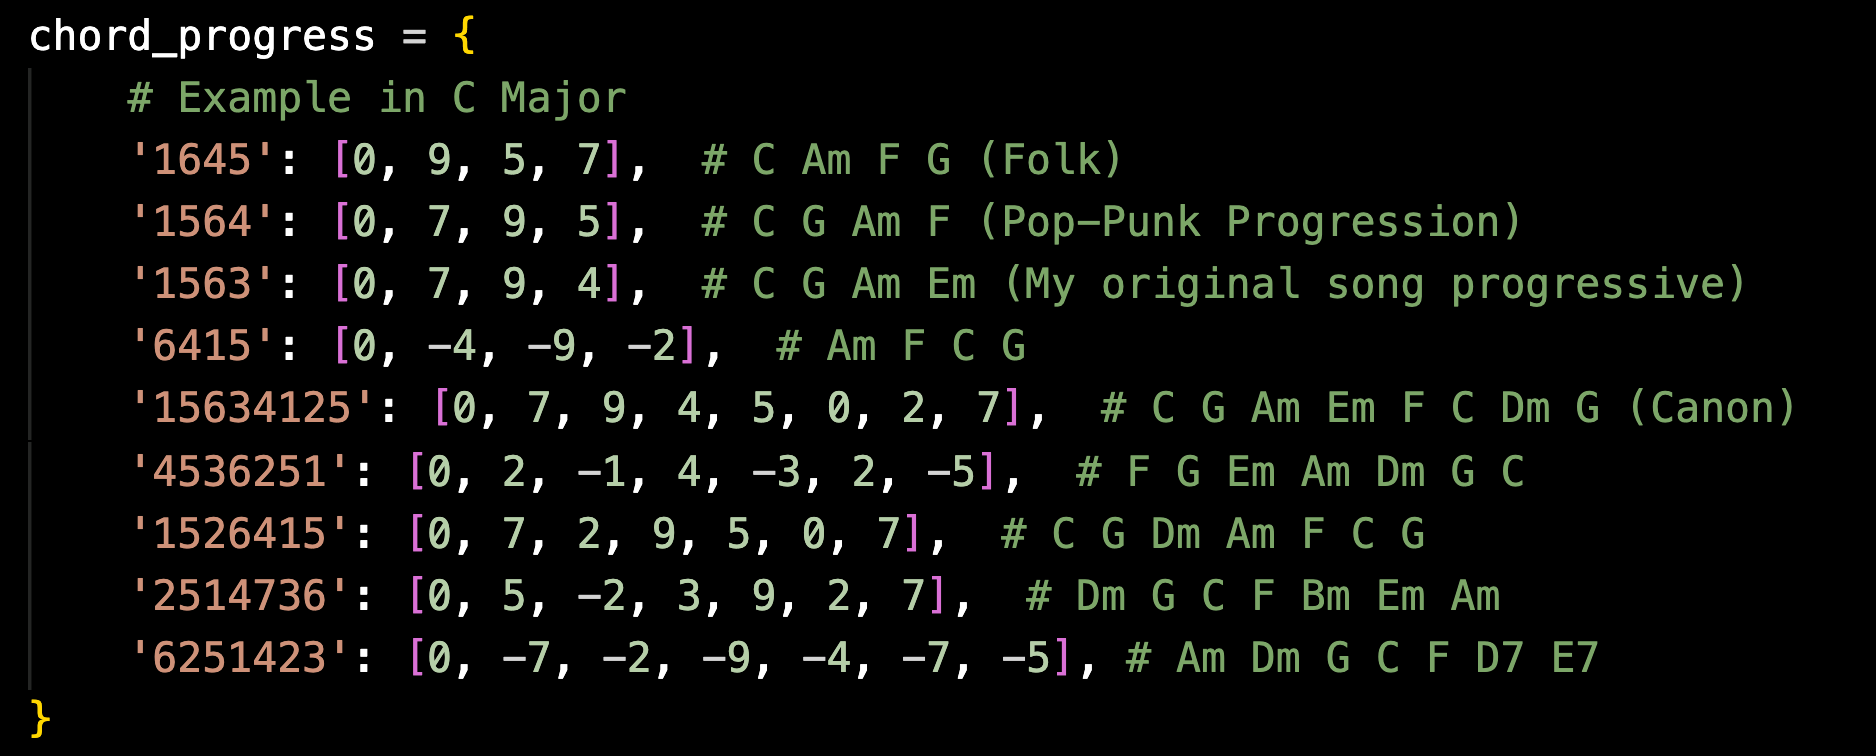 chord_progress = {
    # Example in C Major
    '1645': [0, 9, 5, 7],  # C Am F G (Folk)
    '1564': [0, 7, 9, 5],  # C G Am F (Pop-Punk Progression)
    '1563': [0, 7, 9, 4],  # C G Am Em (My original song progressive)
    '6415': [0, -4, -9, -2],  # Am F C G
    '15634125': [0, 7, 9, 4, 5, 0, 2, 7],  # C G Am Em F C Dm G (Canon)
    '4536251': [0, 2, -1, 4, -3, 2, -5],  # F G Em Am Dm G C
    '1526415': [0, 7, 2, 9, 5, 0, 7],  # C G Dm Am F C G
    '2514736': [0, 5, -2, 3, 9, 2, 7],  # Dm G C F Bm Em Am
    '6251423': [0, -7, -2, -9, -4, -7, -5], # Am Dm G C F D7 E7
}